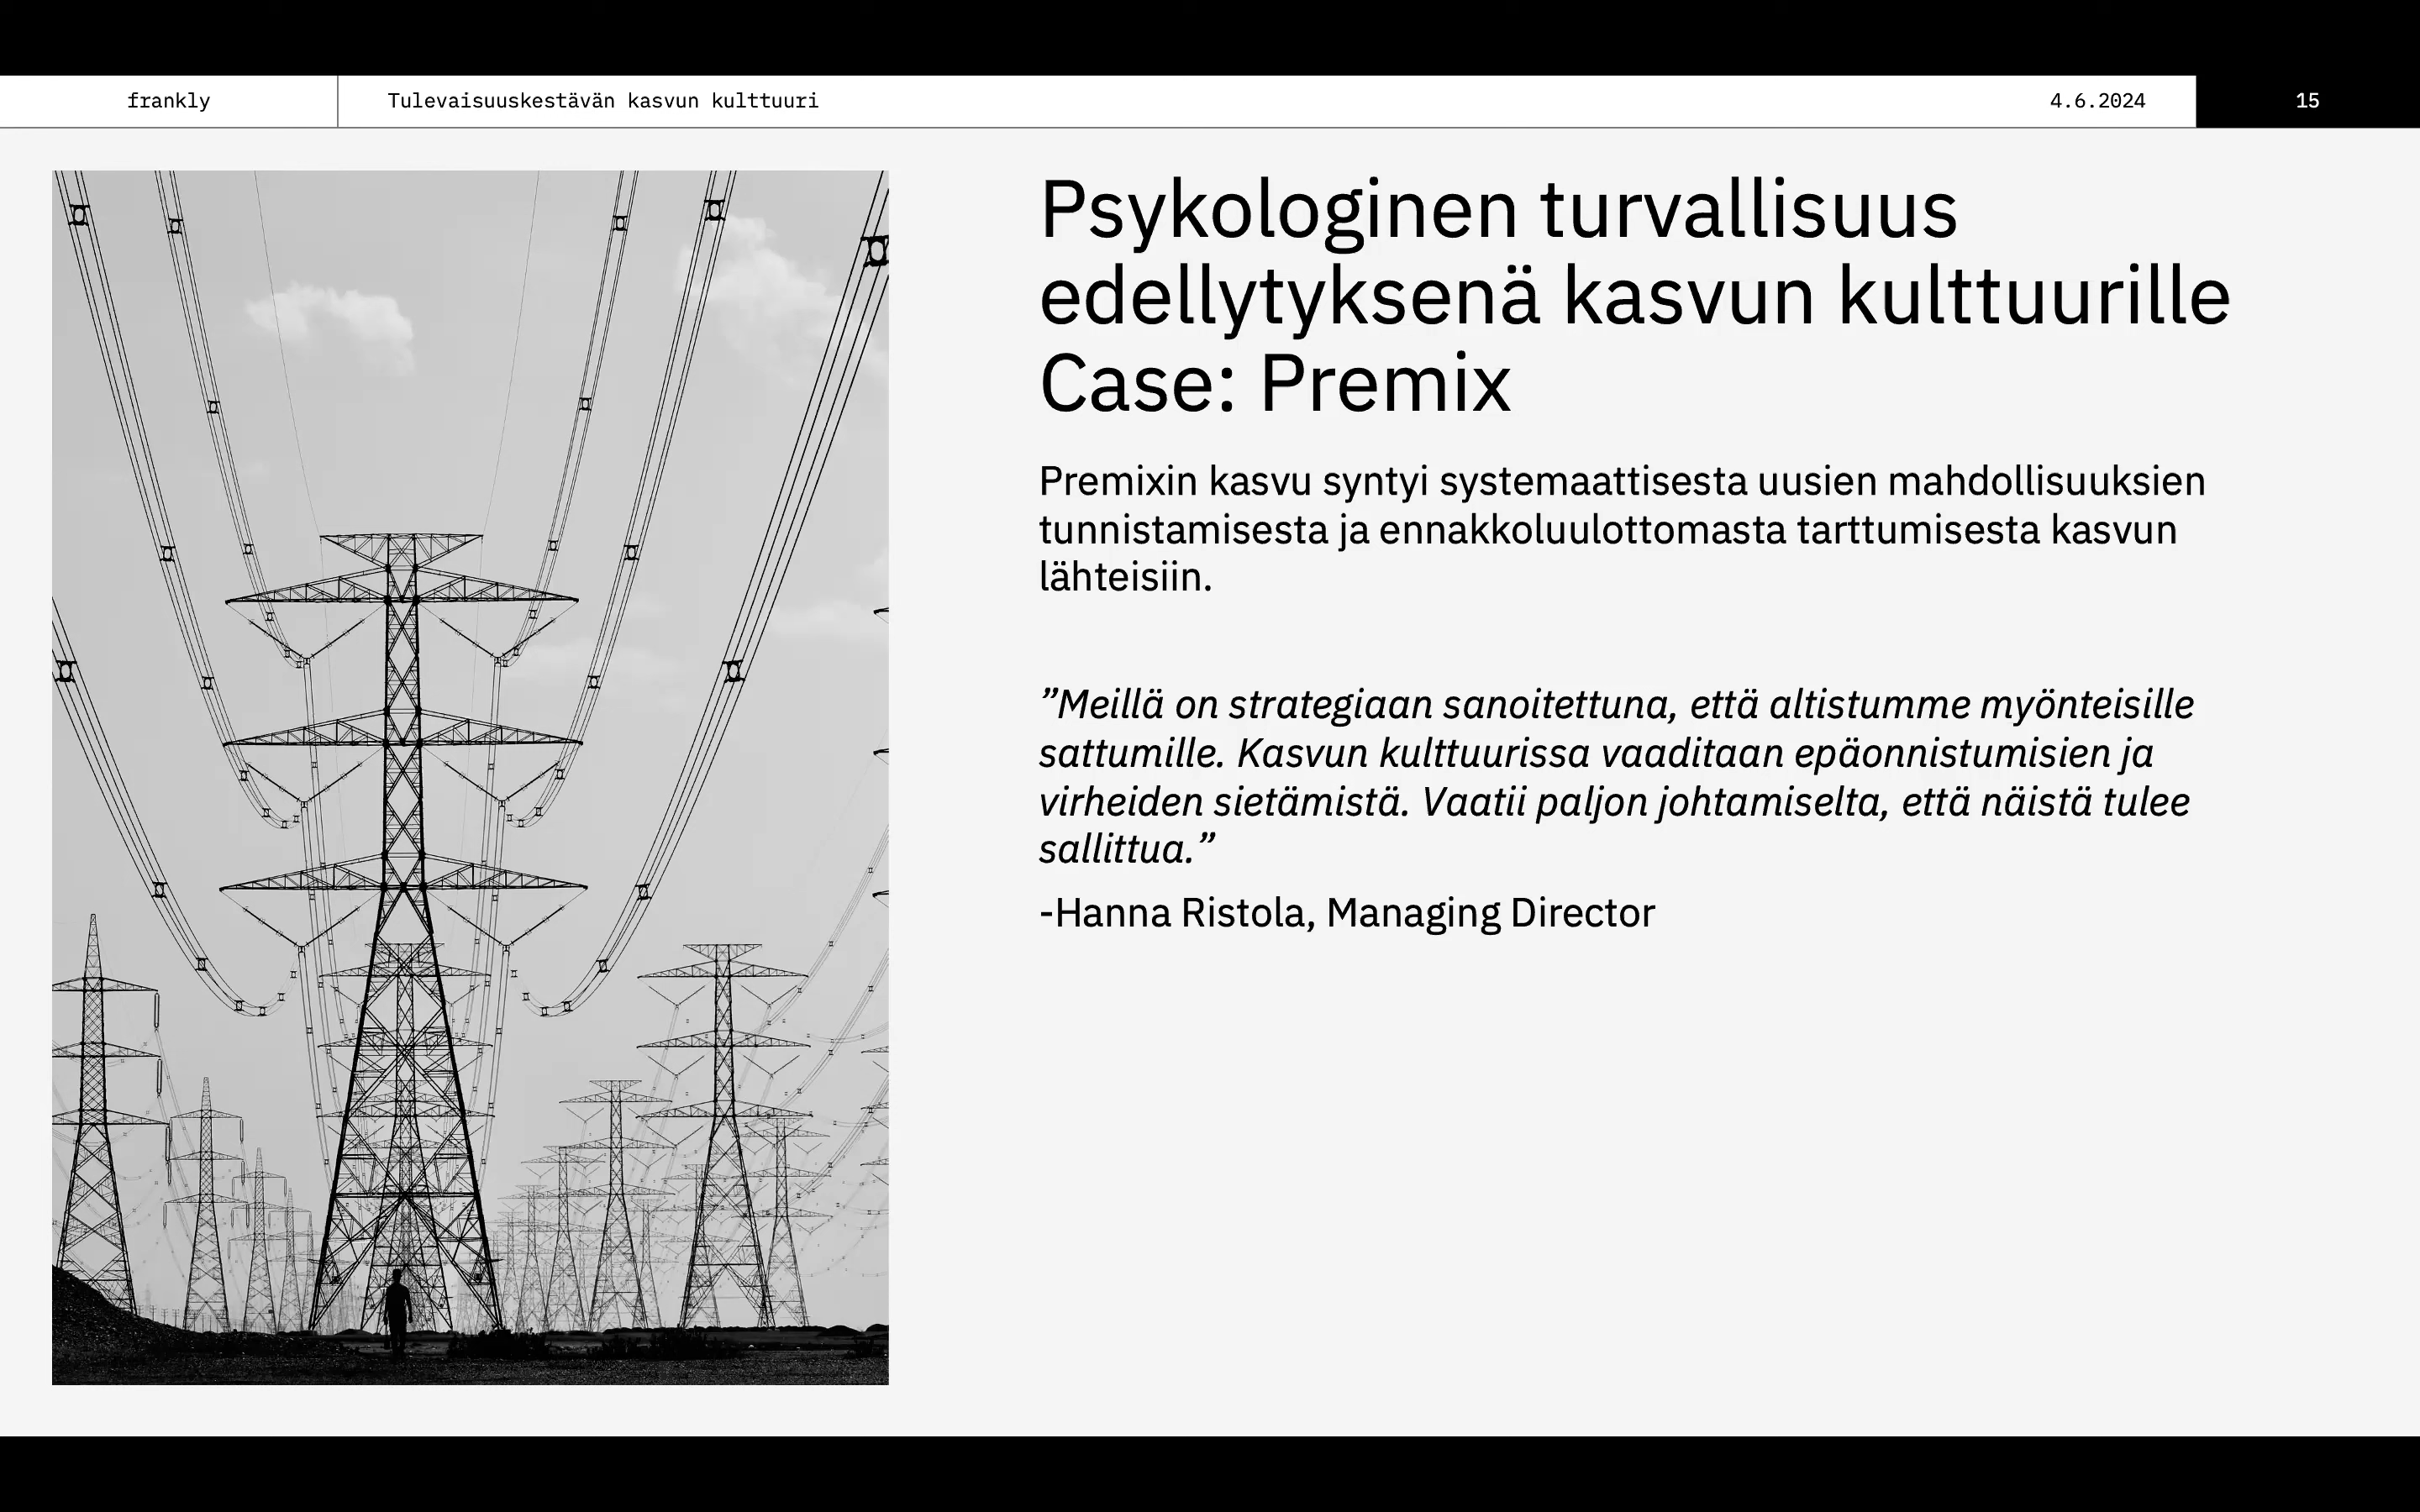 frankly
Tulevaisuuskestävän kasvun kulttuuri
4.6.2024
15
Psykologinen turvallisuus
edellytyksenä kasvun kulttuurille
Case: Premix
Premixin kasvu syntyi systemaattisesta uusien mahdollisuuksien
tunnistamisesta ja ennakkoluulottomasta tarttumisesta kasvun
lähteisiin.
”Meillä on strategiaan sanoitettuna, että altistumme myönteisille
sattumille. Kasvun kulttuurissa vaaditaan epäonnistumisien ja
virheiden sietämistä. Vaatii paljon johtamiselta, että näistä tulee
sallittua.”
-Hanna Ristola, Managing Director